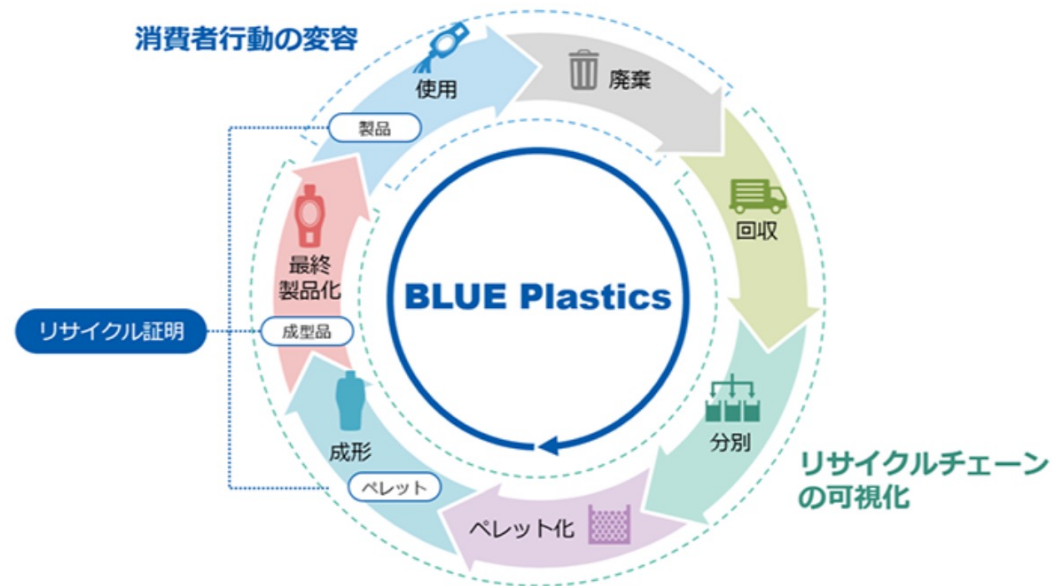 消費者行動の変容
使用
廃棄
製品
回収
最終
製品化
BLUE Plastics
リサイクル証明
成型品
分別
成形
リサイクルチェーン
の可視化
ペレット
ペレット化